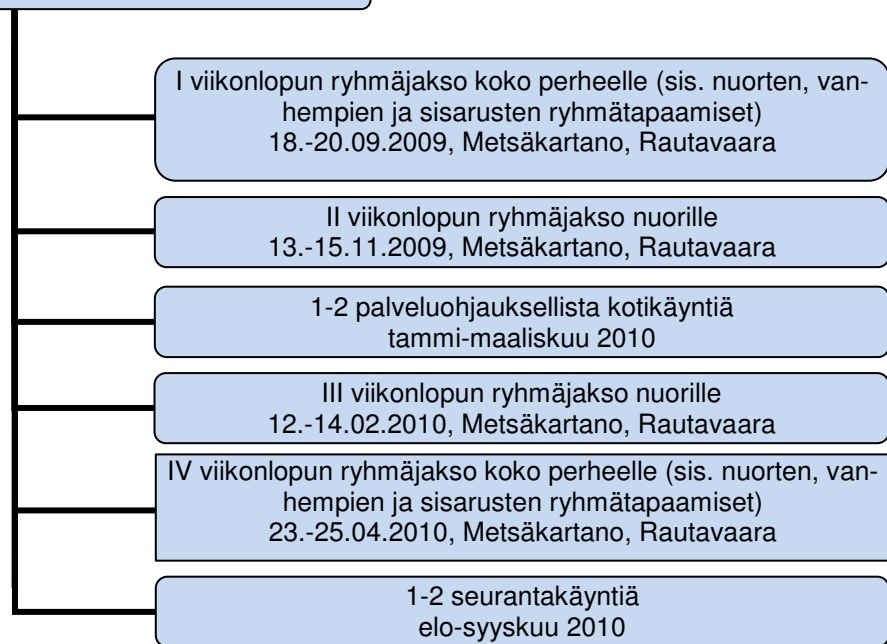 I viikonlopun ryhmäjakso koko perheelle (sis. nuorten, van-
hempien ja sisarusten ryhmätapaamiset)
18.-20.09.2009, Metsäkartano, Rautavaara
II viikonlopun ryhmäjakso nuorille
13.-15.11.2009, Metsäkartano, Rautavaara
1-2 palveluohjauksellista kotikäyntiä
tammi-maaliskuu 2010
III viikonlopun ryhmäjakso nuorille
12.-14.02.2010, Metsäkartano, Rautavaara
IV viikonlopun ryhmäjakso koko perheelle (sis. nuorten, van-
hempien ja sisarusten ryhmätapaamiset)
23.-25.04.2010, Metsäkartano, Rautavaara
1-2 seurantakäyntiä
elo-syyskuu 2010